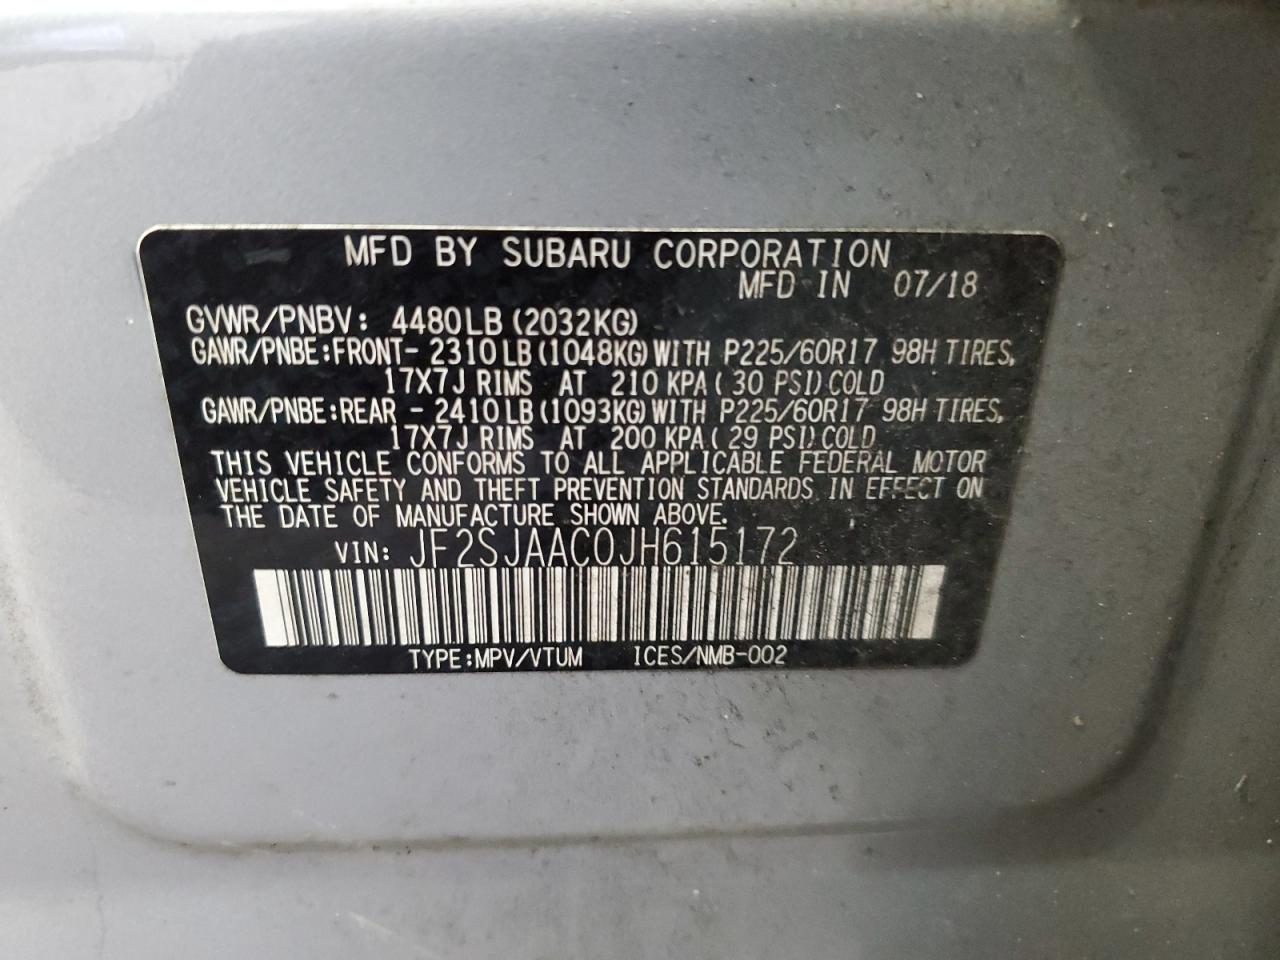 MFD BY SUBARU CORPORATION
MFD IN 07/18
GVWR/PNBV: 4480LB(2032KG)
GAWR/PNBE:FRONT- 2310LB(1048KG)WITH P225/60R17 98H TIRES,
17X7J RIMS AT 210 KPA( 30 PSI)COLD
GAWR/PNBE:REAR - 2410LB(1093KG)WITH P225/60R17 98H TIRES,
17X7J RIMS AT 200 KPA( 29 PSI)COLD
THIS VEHICLE CONFORMS TO ALL APPLICABLE FEDERAL MOTOR
VEHICLE SAFETY AND THEFT PREVENTION STANDARDS IN EFFECT ON
THE DATE OF MANUFACTURE SHOWN ABOVE.
VIN: JF2SJAAC0JH615172
TYPE:MPV/VTUM ICES/NMB-002